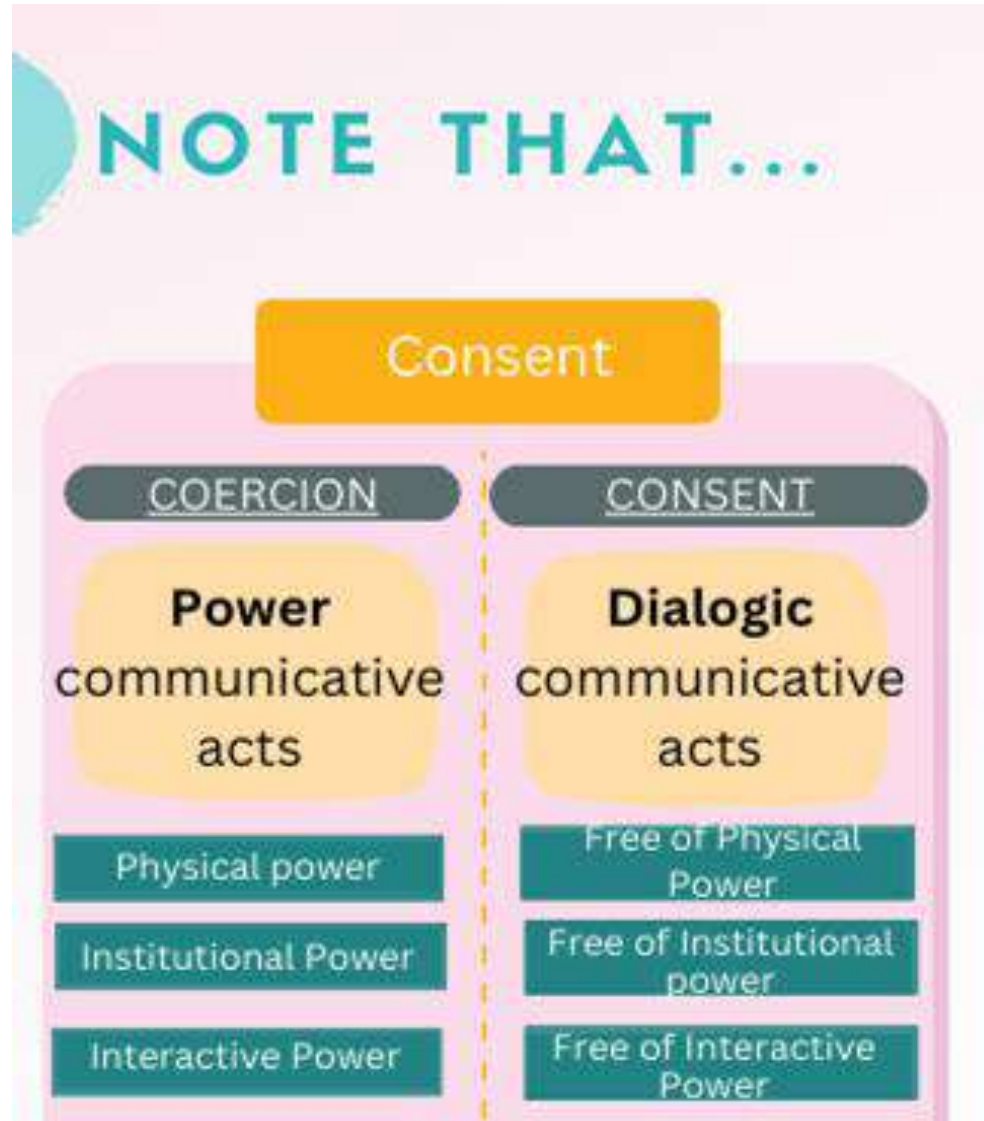 NOTE THAT...
Consent
COERCION
Power
communicative
acts
Physical power
Institutional Power
Interactive Power
CONSENT
Dialogic
communicative
acts
Free of Physical
Power
Free of Institutional
power
Free of Interactive
Power